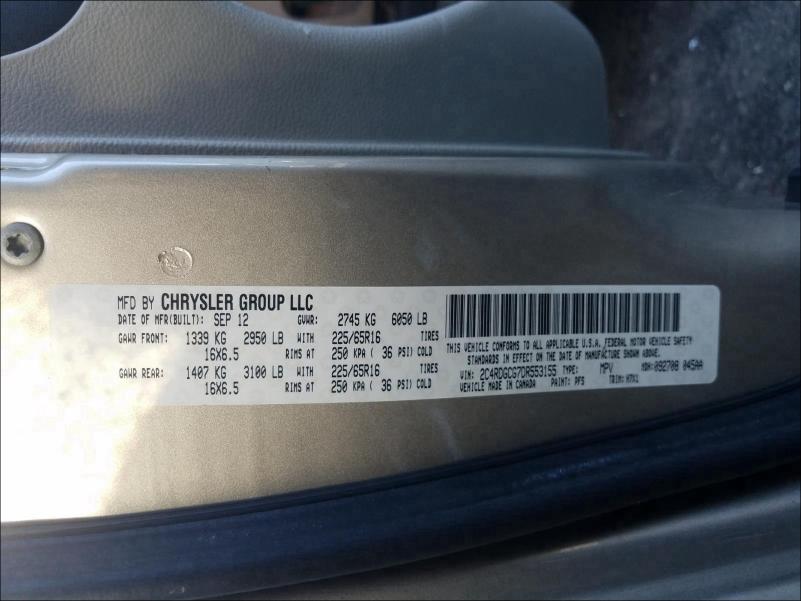 MFD BY CHRYSLER GROUP LLC
DATE OF MFR(BUILT): SEP 12 GVWR: 2745 KG 6050 LB
GAWR FRONT: 1339 KG 2950 LB WITH 225/65R16 TIRES
16X6.5 RIMS AT 250 KPA ( 36 PSI) COLD
GAWR REAR: 1407 KG 3100 LB WITH 225/65R16 TIRES
16X6.5 RIMS AT 250 KPA ( 36 PSI) COLD
THIS VEHICLE CONFORMS TO ALL APPLICABLE U.S.A. FEDERAL MOTOR VEHICLE SAFETY
STANDARDS IN EFFECT ON THE DATE OF MANUFACTURE SHOWN ABOVE.
VIN: 2C4RDGCG7DR553155 TYPE: MPV MDH: 092708 045AA
VEHICLE MADE IN CANADA PAINT: PFS TRIM: H7X1